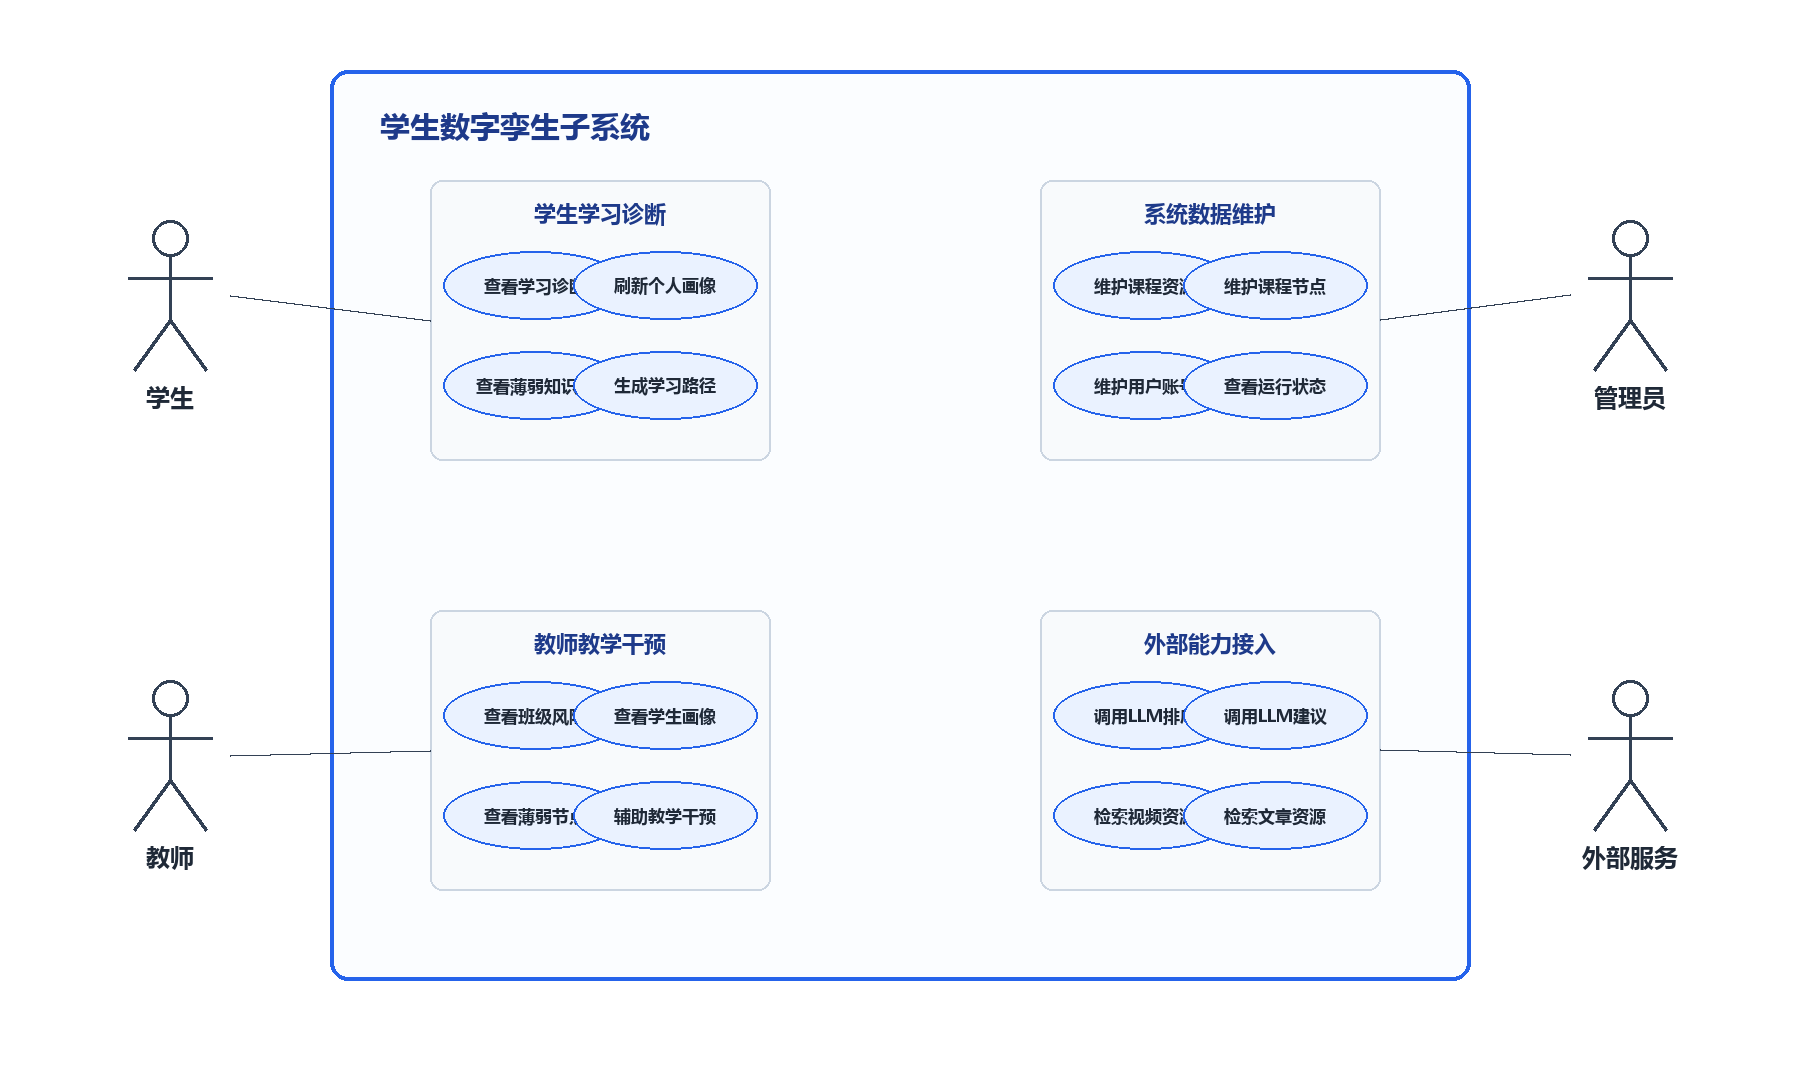 学生数字孪生子系统
学生学习诊断
系统数据维护
查看学习诊
刷新个人画像
维护课程资
维护课程节点
查看薄弱知识
生成学习路径
维护用户账
查看运行状态
学生
管理员
教师教学干预
外部能力接入
查看班级风
查看学生画像
调用LLM排
调用LLM建议
查看薄弱节
辅助教学干预
检索视频资
检索文章资源
教师
外部服务